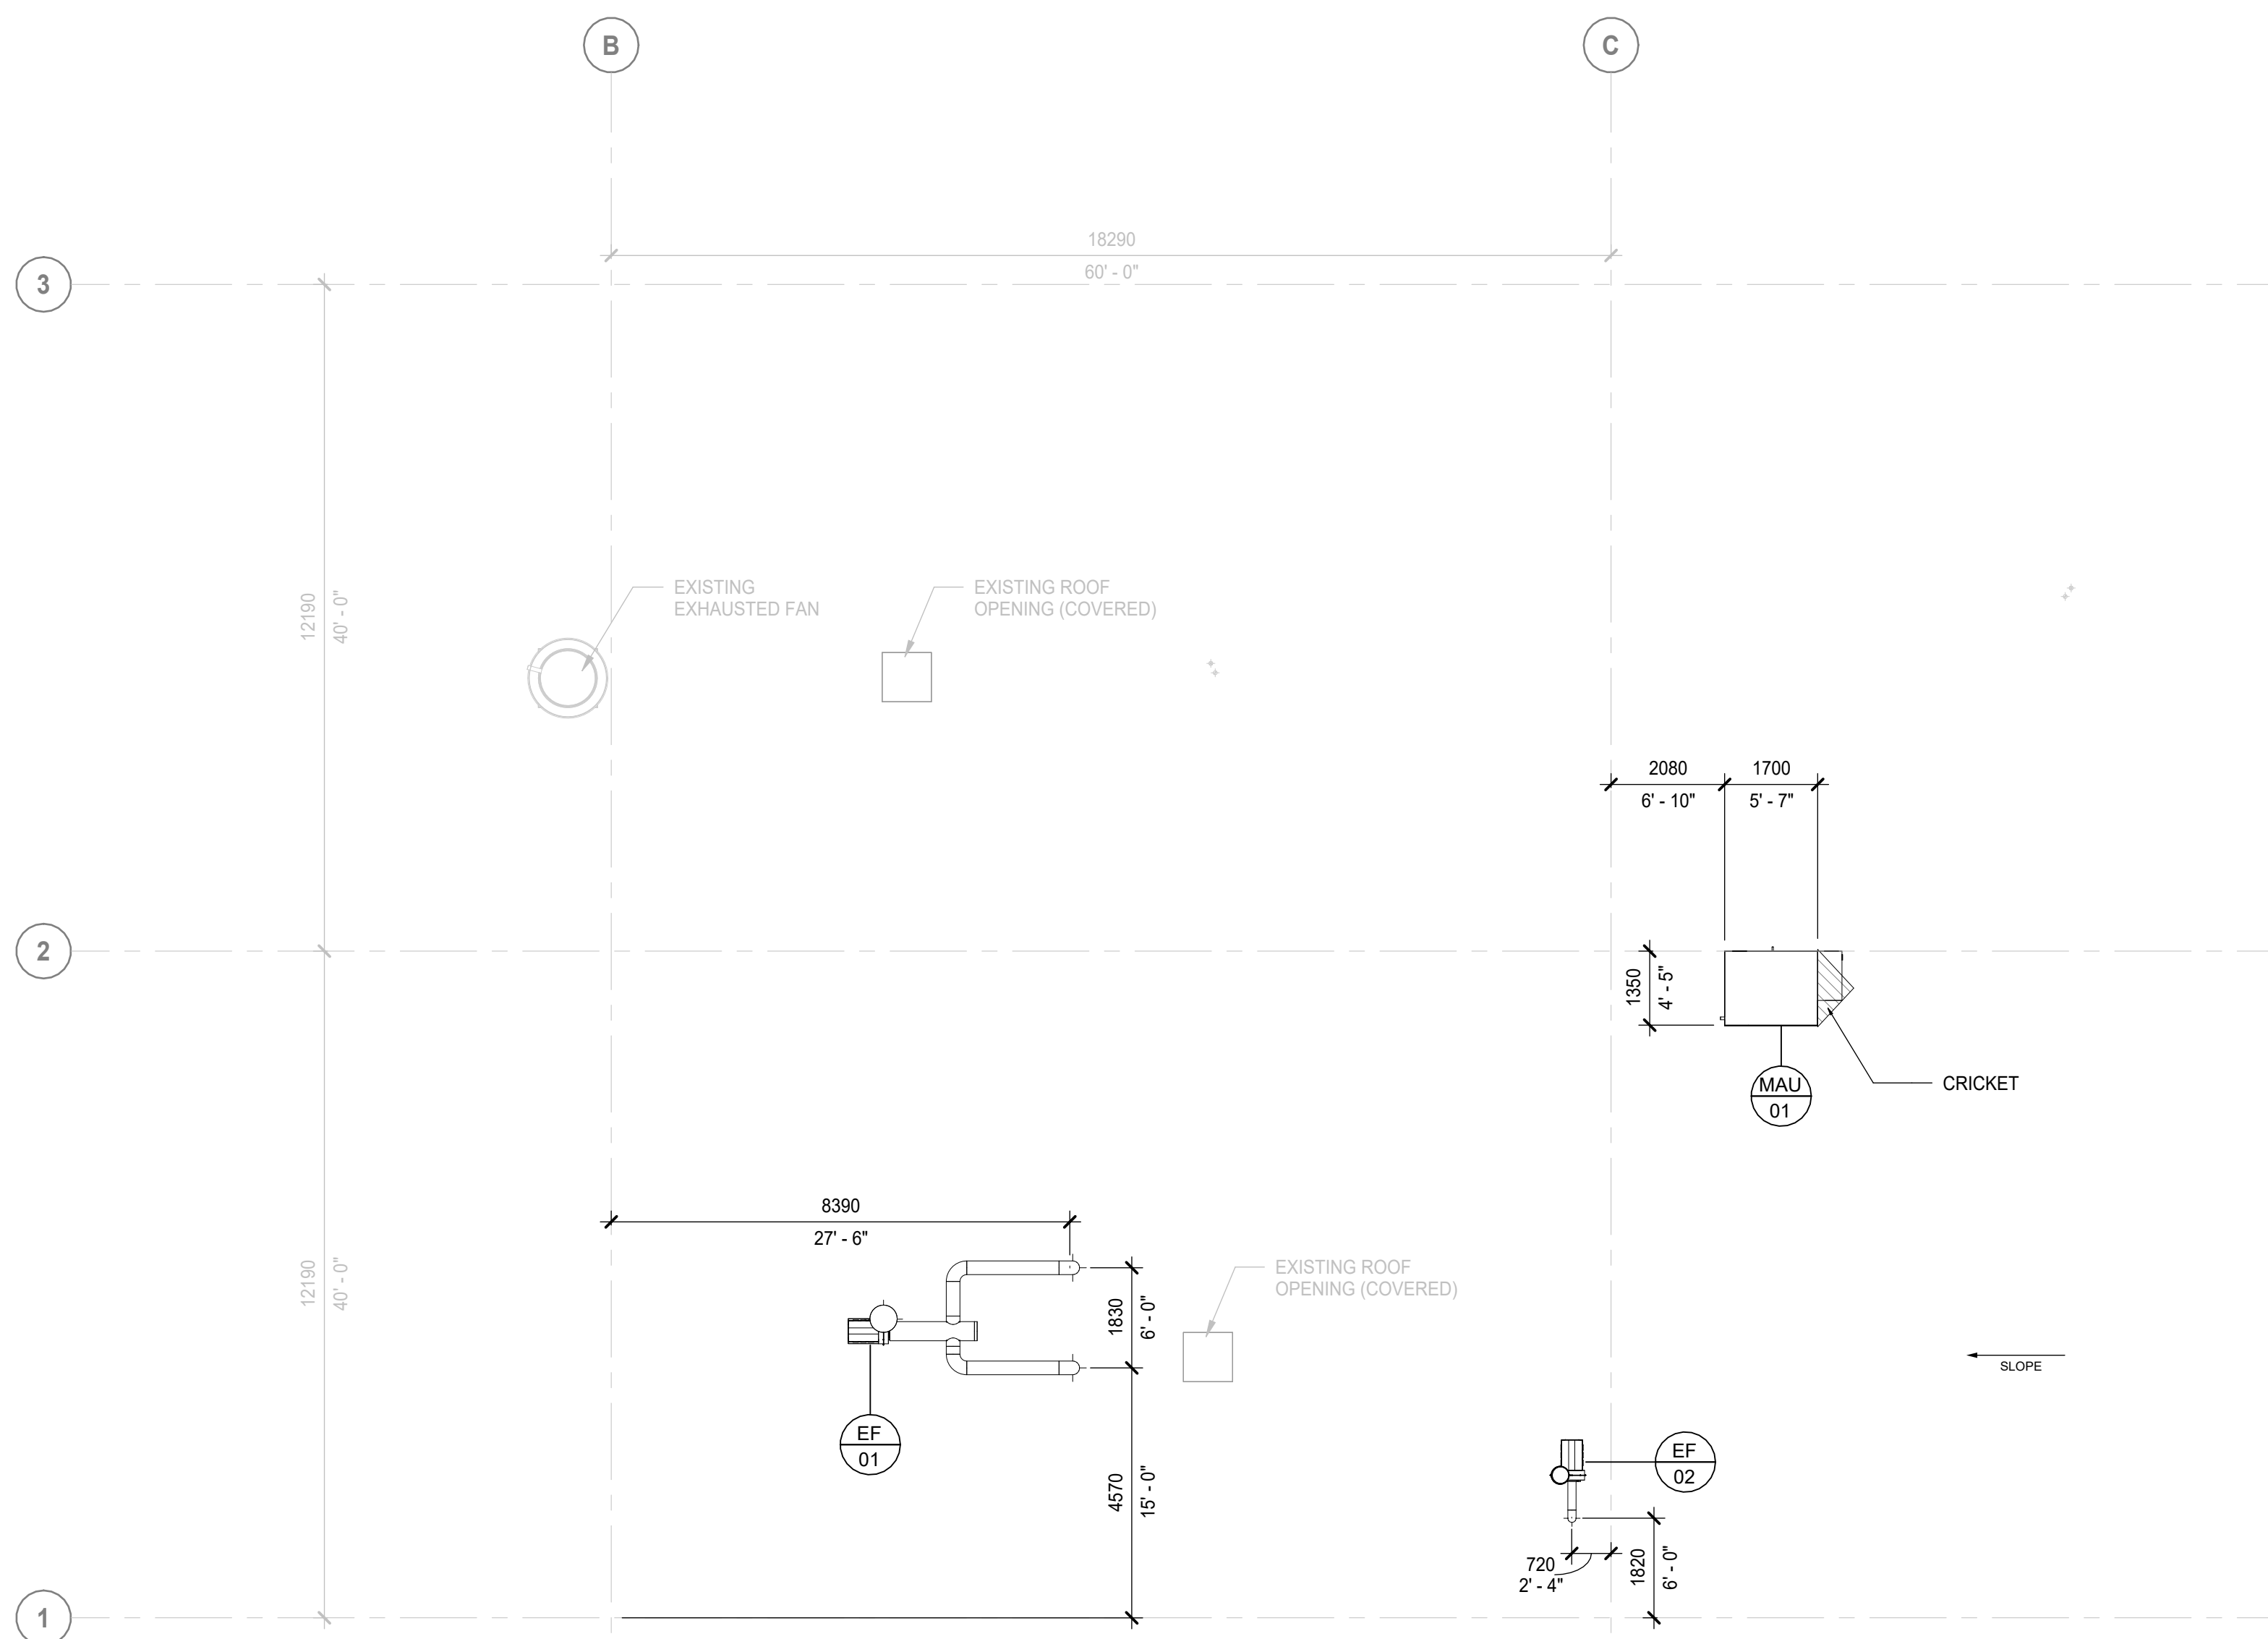 B
C
18290
60' - 0"
3
EXISTING
EXHAUSTED FAN
EXISTING ROOF
OPENING (COVERED)
12190
40' - 0"
2080
6' - 10"
1700
5' - 7"
2
1350
4' - 5"
MAU
01
CRICKET
8390
27' - 6"
12190
40' - 0"
EXISTING ROOF
OPENING (COVERED)
1830
6' - 0"
SLOPE
EF
01
EF
02
4570
15' - 0"
720
2' - 4"
1820
6' - 0"
1